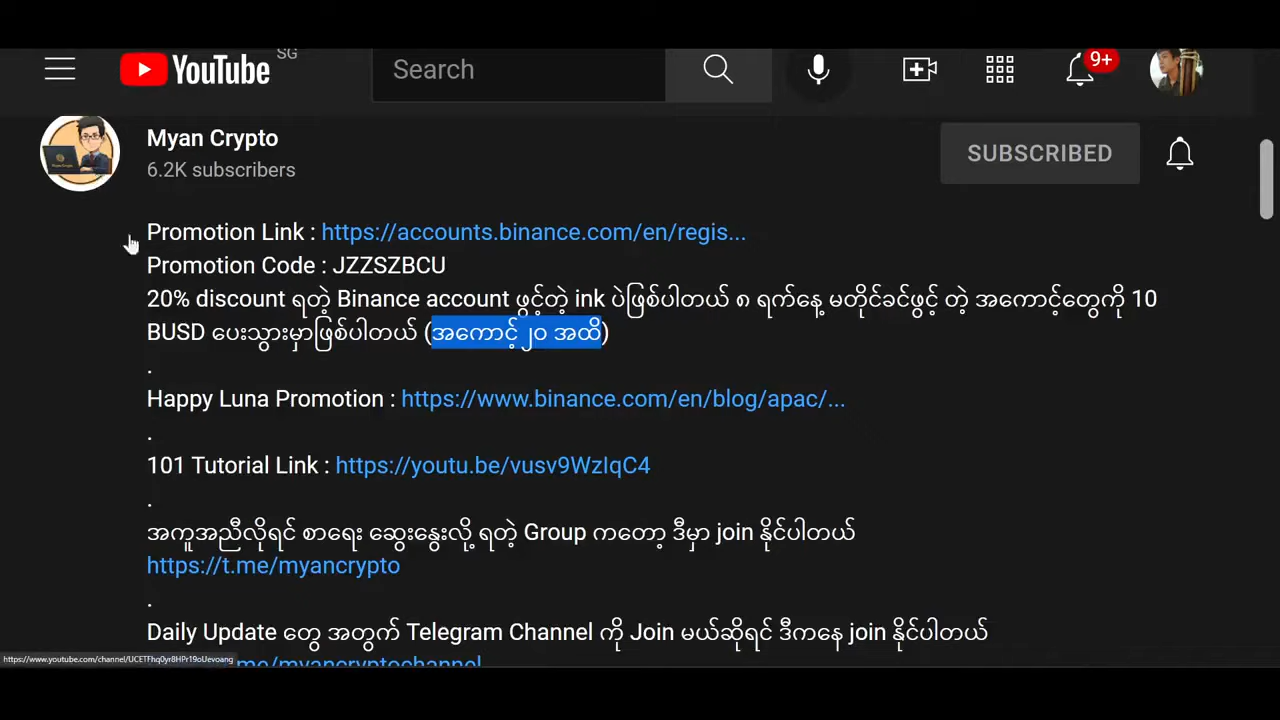 SG
YouTube
Search
9+
Myan Crypto
6.2K subscribers
SUBSCRIBED
Promotion Link : https://accounts.binance.com/en/regis...
Promotion Code : JZZSZBCU
20% discount ရတဲ့ Binance account ဖွင့်တဲ့ ink ပဲဖြစ်ပါတယ် ၈ ရက်နေ့ မတိုင်ခင်ဖွင့် တဲ့ အကောင့်တွေကို 10
BUSD ပေးသွားမှာဖြစ်ပါတယ် (အကောင့်၂၀ အထိ)
.
Happy Luna Promotion : https://www.binance.com/en/blog/apac/...
.
101 Tutorial Link : https://youtu.be/vusv9WzIqC4
.
အကူအညီလိုရင် စာရေး ဆွေးနွေးလို့ ရတဲ့ Group ကတော့ ဒီမှာ join နိုင်ပါတယ်
https://t.me/myancrypto
.
Daily Update တွေ အတွက် Telegram Channel ကို Join မယ်ဆိုရင် ဒီကနေ join နိုင်ပါတယ်
me/myancryptochannel
https://www.youtube.com/channel/UCETFhq0yr8HPr19oUevoang